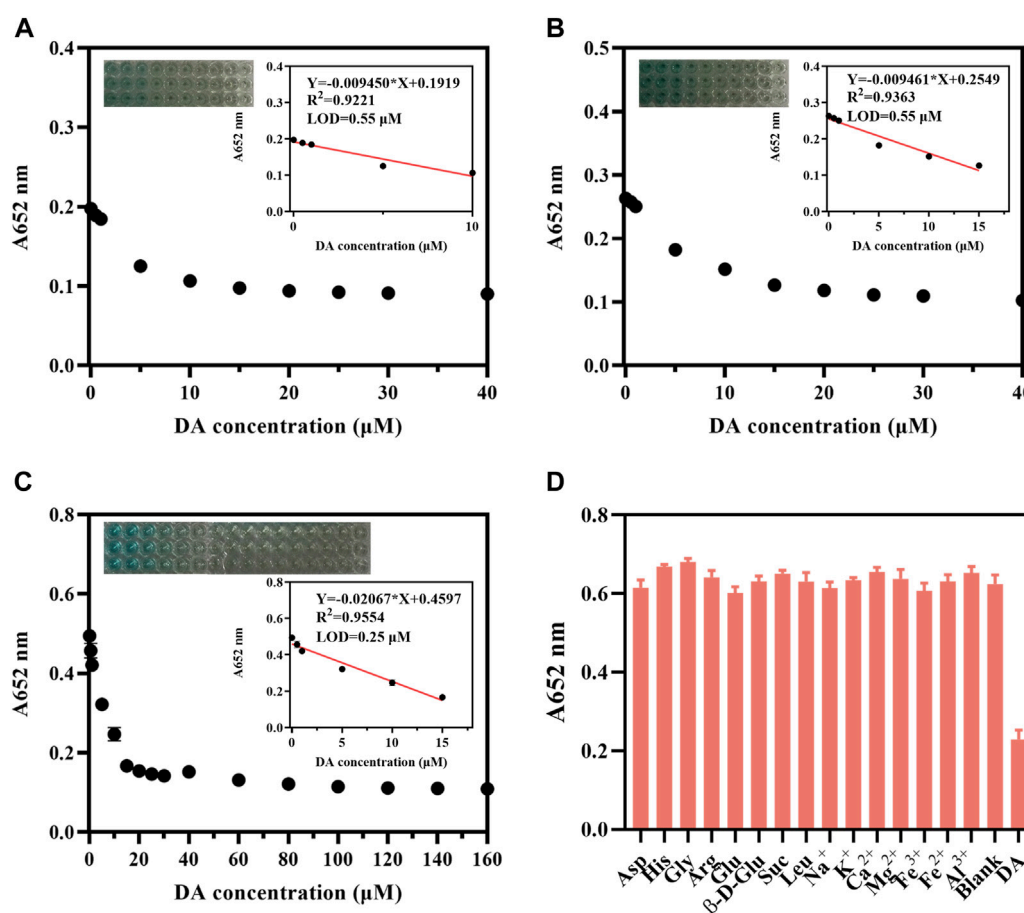 A
0.4
0.3
0.2
0.1
0.0
A652 nm
0 10 20 30 40
DA concentration (μM)
0.4
0.3
0.2
0.1
0.0
A652 nm
Y=-0.009450*X+0.1919
R²=0.9221
LOD=0.55 μM
0 5 10
DA concentration (μM)
B
0.5
0.4
0.3
0.2
0.1
0.0
A652 nm
0 10 20 30 40
DA concentration (μM)
0.4
0.3
0.2
0.1
0.0
A652 nm
Y=-0.009461*X+0.2549
R²=0.9363
LOD=0.55 μM
0 5 10 15
DA concentration (μM)
C
0.8
0.6
0.4
0.2
0.0
A652 nm
0 20 40 60 80 100 120 140 160
DA concentration (μM)
0.8
0.6
0.4
0.2
0.0
A652 nm
Y=-0.02067*X+0.4597
R²=0.9554
LOD=0.25 μM
0 5 10 15
DA concentration (μM)
D
0.8
0.6
0.4
0.2
0.0
A652 nm
Asp His Gly Arg Glu β-D-Glu Suc Leu Na⁺ K⁺ Ca²⁺ Mg²⁺ Fe³⁺ Fe²⁺ Al³⁺ Blank DA